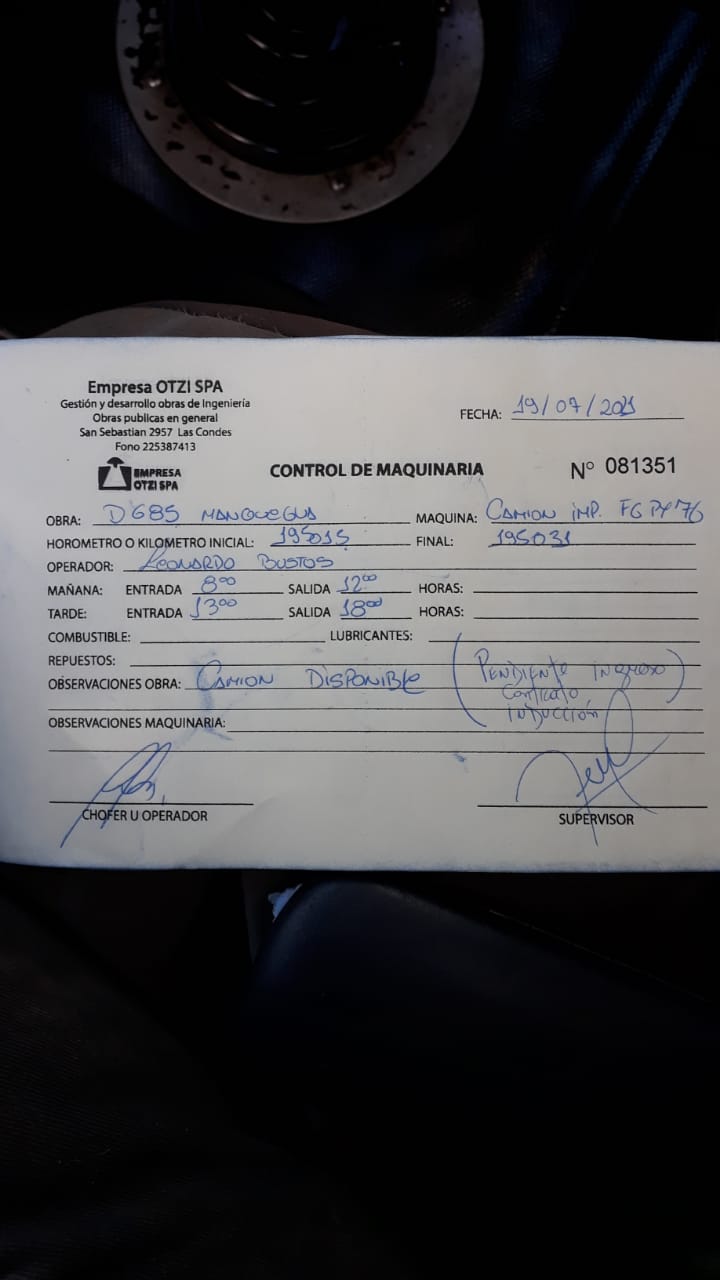 Empresa OTZI SPA
Gestión y desarrollo obras de Ingeniería
Obras publicas en general
San Sebastian 2957 Las Condes
Fono 225387413
FECHA: 19/07/2021
EMPRESA
OTZI SPA
CONTROL DE MAQUINARIA
N° 081351
OBRA: D685 MANQUEGUA MAQUINA: CAMION IMP. FGPY76
HOROMETRO O KILOMETRO INICIAL: 195015 FINAL: 195031
OPERADOR: LEONARDO BUSTOS
MAÑANA: ENTRADA 8:00 SALIDA 12:00 HORAS:
TARDE: ENTRADA 13:00 SALIDA 18:00 HORAS:
COMBUSTIBLE: LUBRICANTES:
REPUESTOS:
OBSERVACIONES OBRA: CAMION DISPONIBLE (PENDIENTE INGRESO
CONTRATO
INDUCCIÓN)
OBSERVACIONES MAQUINARIA:
CHOFER U OPERADOR
SUPERVISOR